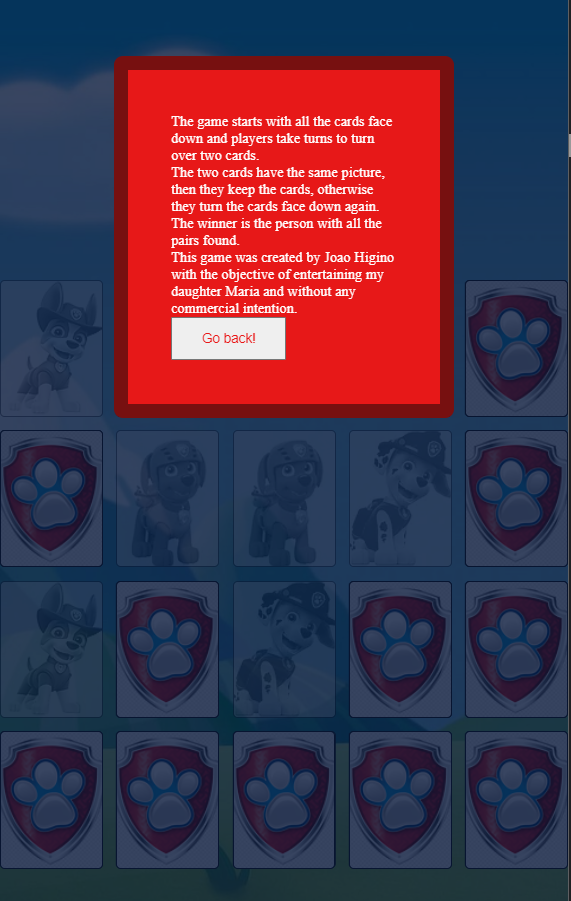 The game starts with all the cards face
down and players take turns to turn
over two cards.
The two cards have the same picture,
then they keep the cards, otherwise
they turn the cards face down again.
The winner is the person with all the
pairs found.
This game was created by Joao Higino
with the objective of entertaining my
daughter Maria and without any
commercial intention.
Go back!